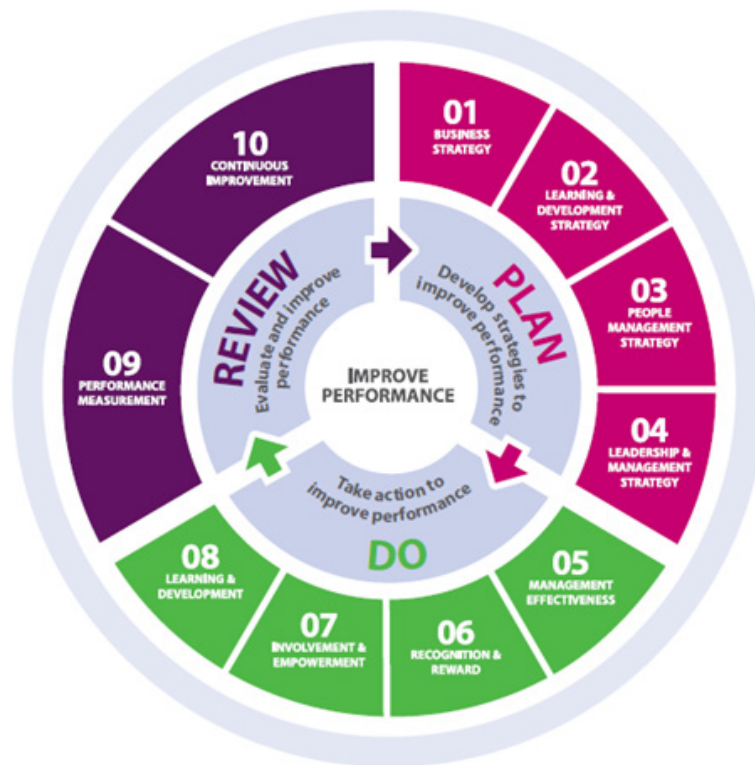 01
BUSINESS
STRATEGY
02
LEARNING &
DEVELOPMENT
STRATEGY
03
PEOPLE
MANAGEMENT
STRATEGY
04
LEADERSHIP &
MANAGEMENT
STRATEGY
05
MANAGEMENT
EFFECTIVENESS
06
RECOGNITION &
REWARD
07
INVOLVEMENT &
EMPOWERMENT
08
LEARNING &
DEVELOPMENT
09
PERFORMANCE
MEASUREMENT
10
CONTINUOUS
IMPROVEMENT
PLAN
Develop strategies to
improve performance
DO
Take action to
improve performance
REVIEW
Evaluate and improve
performance
IMPROVE
PERFORMANCE